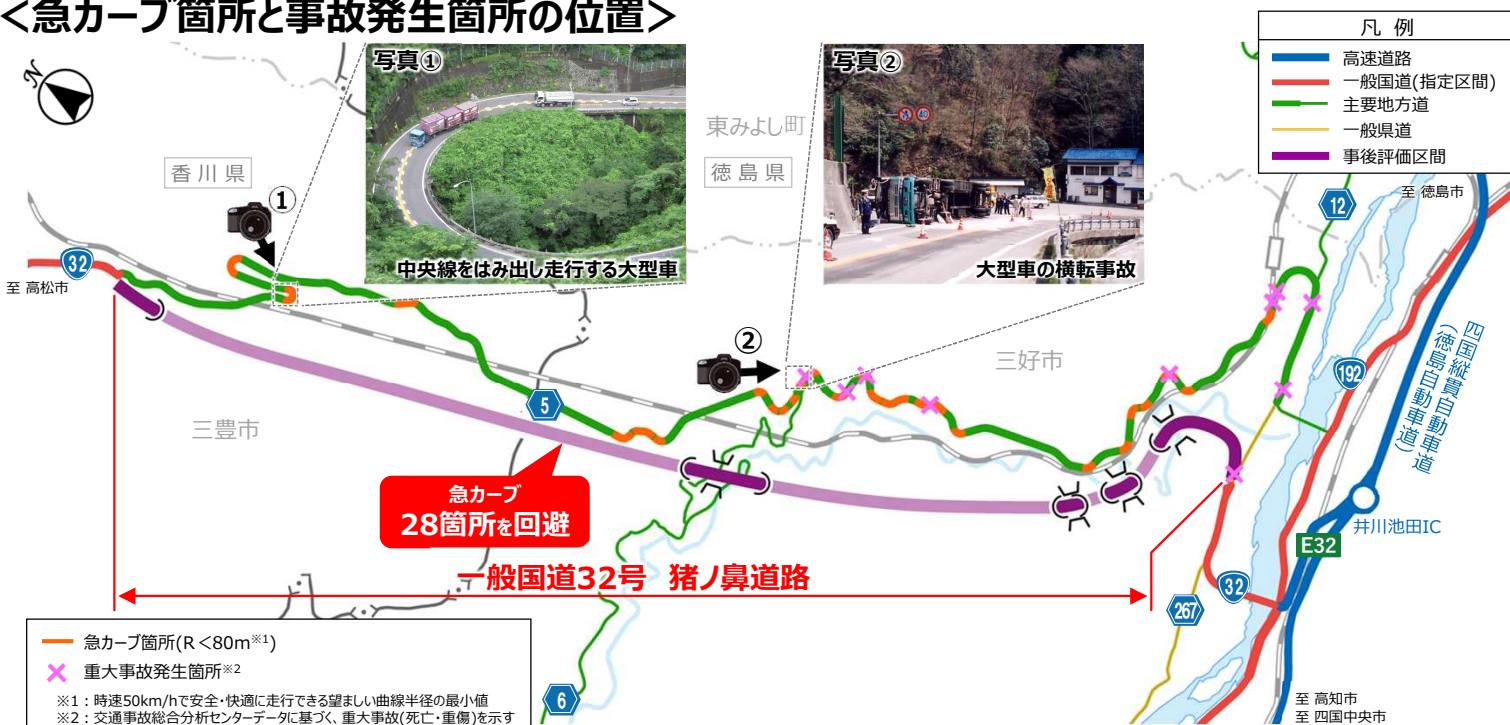 <急カーブ箇所と事故発生箇所の位置>
凡 例
高速道路
一般国道(指定区間)
主要地方道
一般県道
事後評価区間
N
写真①
中央線をはみ出し走行する大型車
写真②
大型車の横転事故
東みよし町
徳島県
香川県
①
②
32
至 高松市
12
至 徳島市
三好市
192
四国縦貫自動車道
(徳島自動車道)
5
三豊市
急カーブ
28箇所を回避
井川池田IC
E32
一般国道32号 猪ノ鼻道路
32
267
急カーブ箇所(R<80m※1)
重大事故発生箇所※2
※1：時速50km/hで安全・快適に走行できる望ましい曲線半径の最小値
※2：交通事故総合分析センターデータに基づく、重大事故(死亡・重傷)を示す
6
至 高知市
至 四国中央市